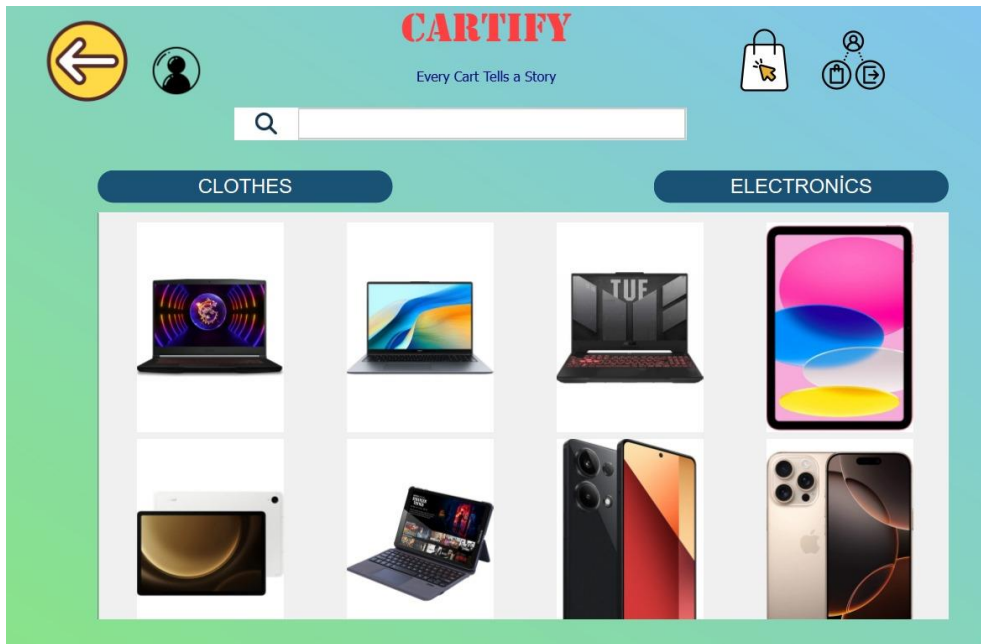 CARTIFY
Every Cart Tells a Story
CLOTHES
ELECTRONİCS
TUF